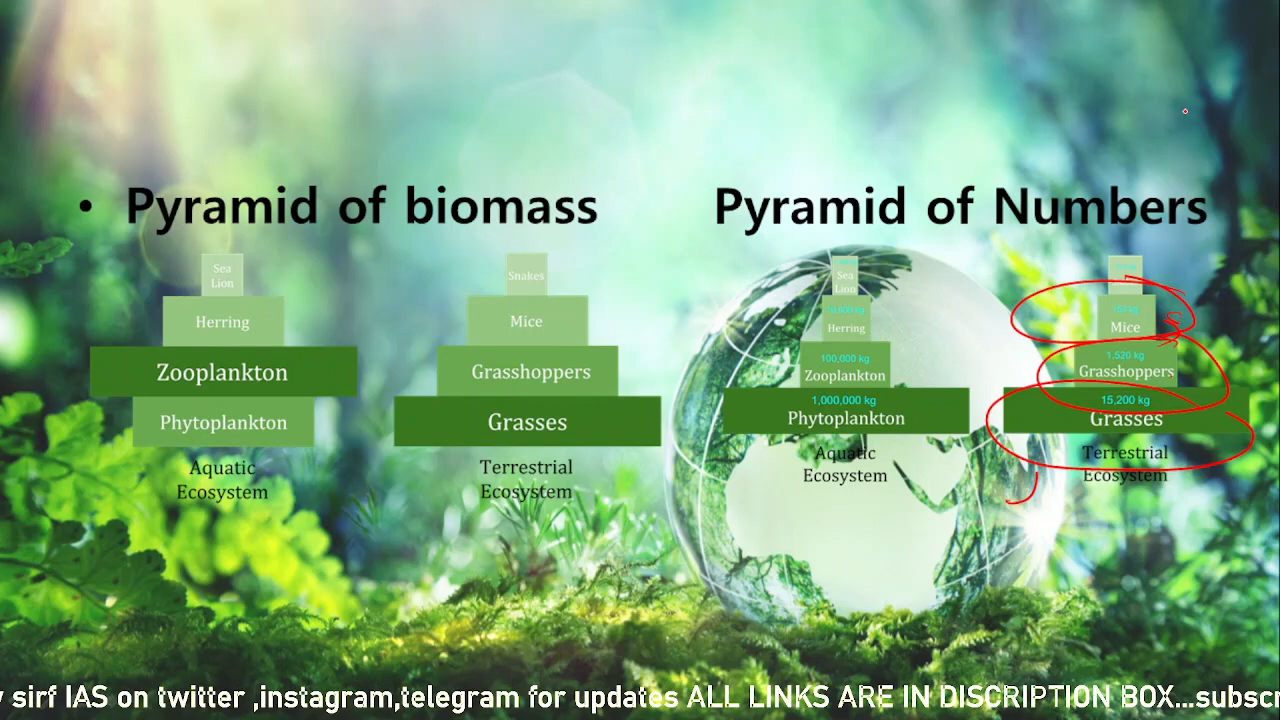 • Pyramid of biomass
Sea
Lion
Herring
Zooplankton
Phytoplankton
Aquatic
Ecosystem
Snakes
Mice
Grasshoppers
Grasses
Terrestrial
Ecosystem
Pyramid of Numbers
Sea
Lion
Herring
100,000 kg
Zooplankton
1,000,000 kg
Phytoplankton
Aquatic
Ecosystem
Mice
1,520 kg
Grasshoppers
15,200 kg
Grasses
Terrestrial
Ecosystem
sirf IAS on twitter ,instagram,telegram for updates ALL LINKS ARE IN DISCRIPTION BOX...subsc